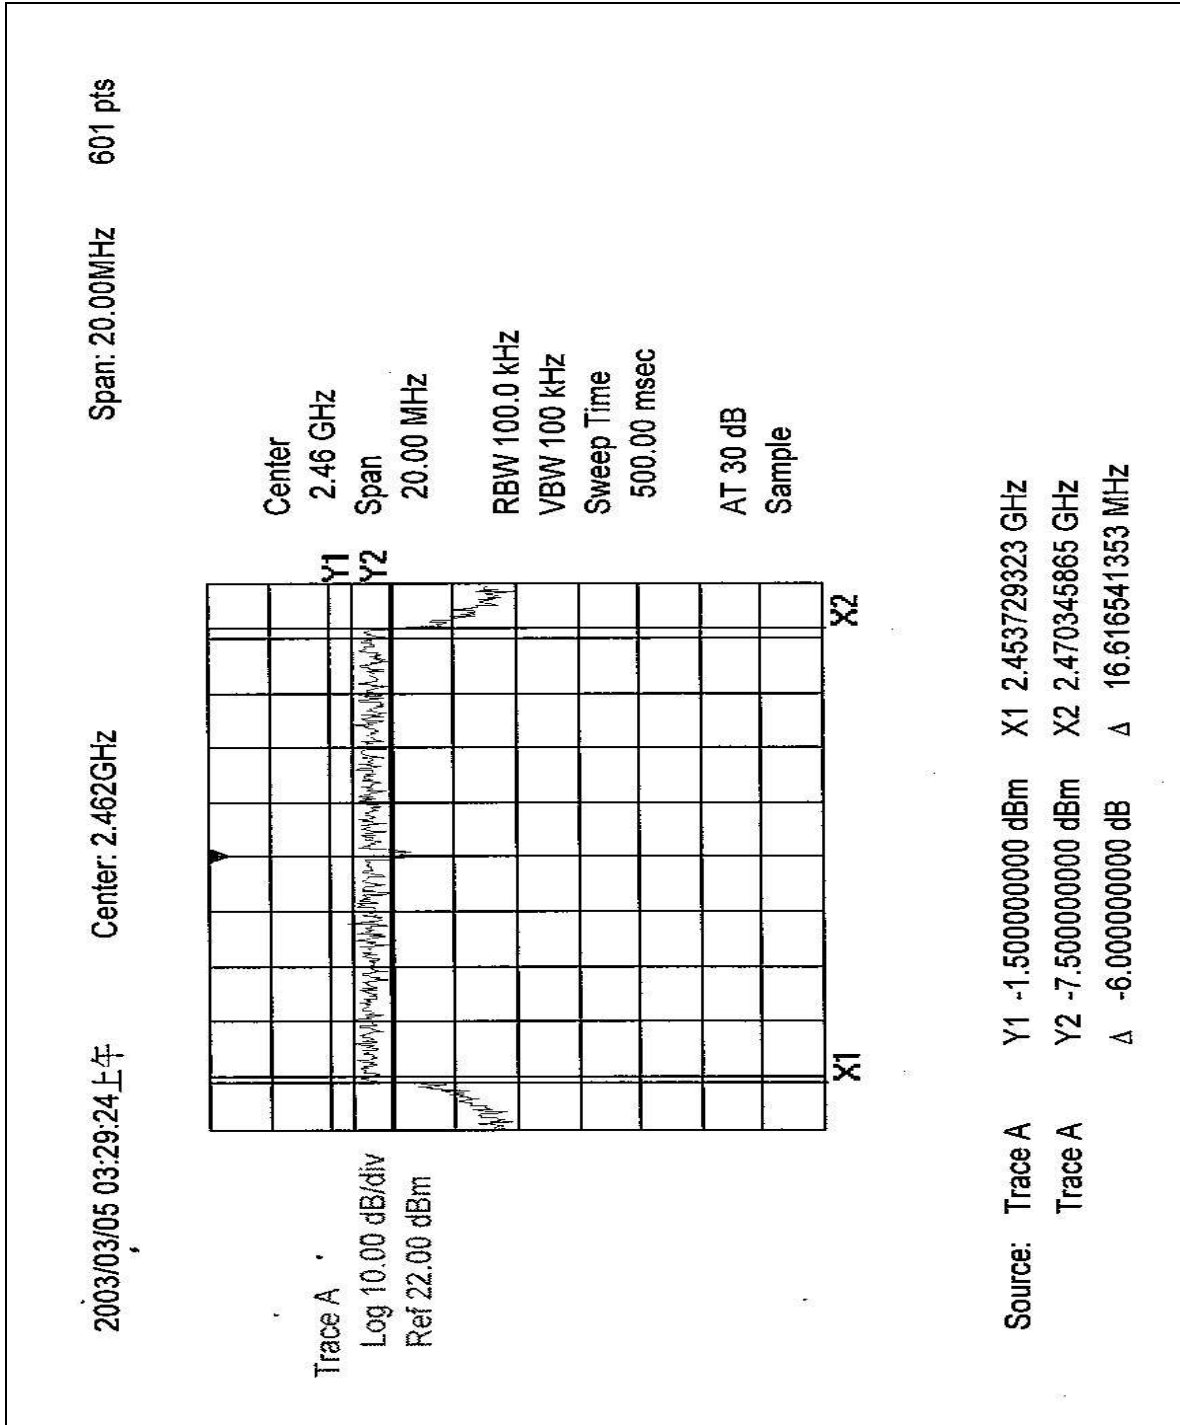 2003/03/05 03:29:24上午 Center: 2.462GHz Span: 20.00MHz 601 pts
Trace A
Log 10.00 dB/div
Ref 22.00 dBm
Y1
Y2
X1
X2
Center
2.46 GHz
Span
20.00 MHz
RBW 100.0 kHz
VBW 100 kHz
Sweep Time
500.00 msec
AT 30 dB
Sample
Source: Trace A Y1 -1.500000000 dBm X1 2.453729323 GHz
Trace A Y2 -7.500000000 dBm X2 2.470345865 GHz
Δ -6.000000000 dB Δ 16.616541353 MHz